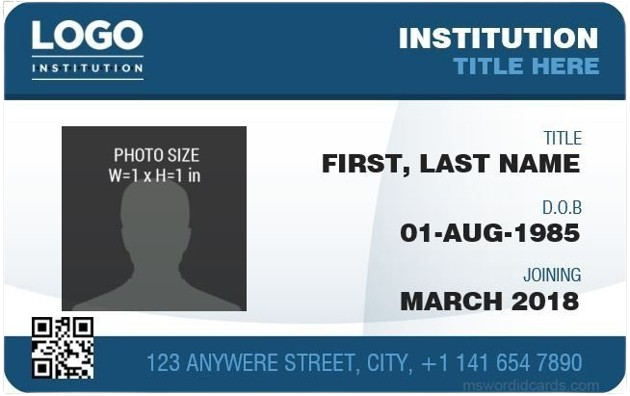 LOGO
INSTITUTION
INSTITUTION
TITLE HERE
PHOTO SIZE
W=1 x H=1 in
TITLE
FIRST, LAST NAME
D.O.B
01-AUG-1985
JOINING
MARCH 2018
123 ANYWERE STREET, CITY, +1 141 654 7890
mswordidcards.com